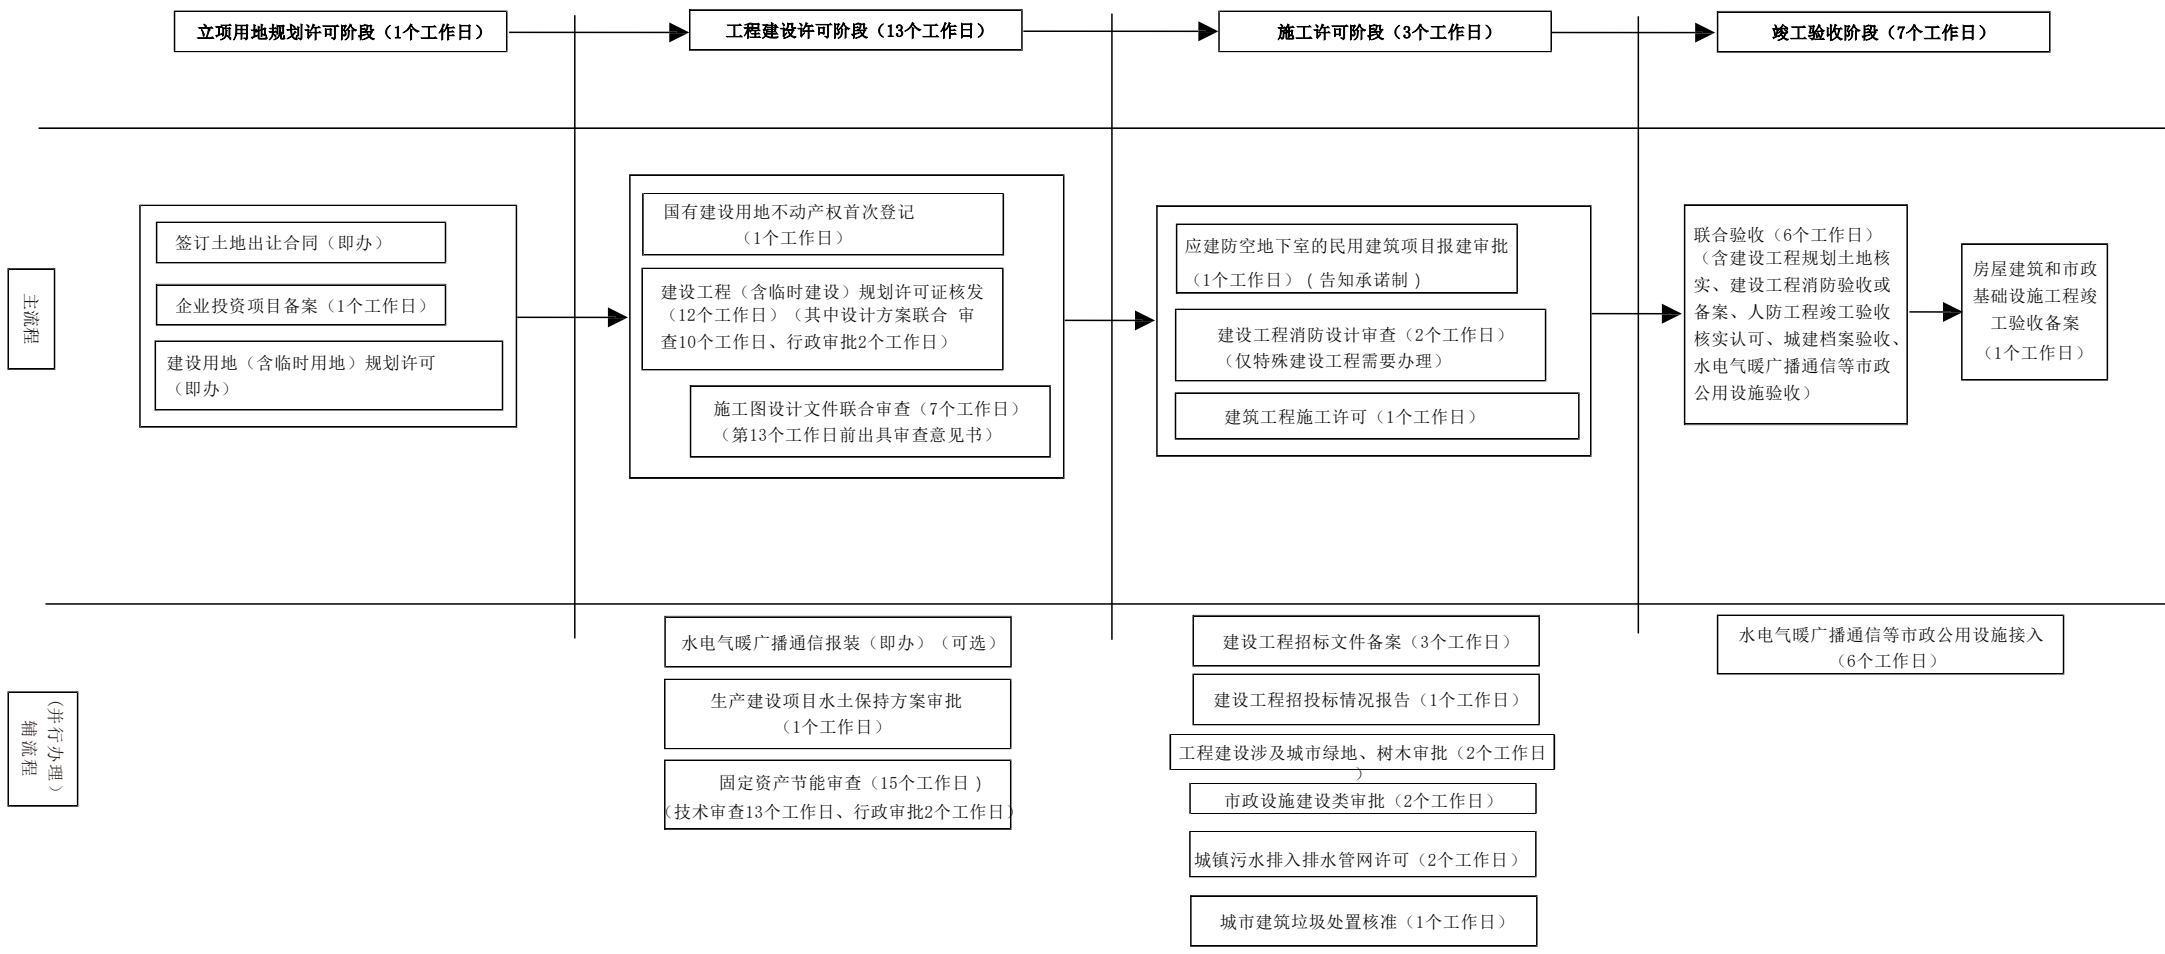 立项用地规划许可阶段（1个工作日）
工程建设许可阶段（13个工作日）
施工许可阶段（3个工作日）
竣工验收阶段（7个工作日）
主流程
签订土地出让合同（即办）
企业投资项目备案（1个工作日）
建设用地（含临时用地）规划许可
（即办）
国有建设用地不动产权首次登记
（1个工作日）
建设工程（含临时建设）规划许可证核发
（12个工作日）（其中设计方案联合 审
查10个工作日、行政审批2个工作日）
施工图设计文件联合审查（7个工作日）
（第13个工作日前出具审查意见书）
应建防空地下室的民用建筑项目报建审批
（1个工作日）(告知承诺制)
建设工程消防设计审查（2个工作日）
（仅特殊建设工程需要办理）
建筑工程施工许可（1个工作日）
联合验收（6个工作日）
（含建设工程规划土地核
实、建设工程消防验收或
备案、人防工程竣工验收
核实认可、城建档案验收、
水电气暖广播通信等市政
公用设施验收）
房屋建筑和市政
基础设施工程竣
工验收备案
（1个工作日）
(并行办理）
辅流程
水电气暖广播通信报装（即办）（可选）
生产建设项目水土保持方案审批
（1个工作日）
固定资产节能审查（15个工作日)
（技术审查13个工作日、行政审批2个工作日）
建设工程招标文件备案（3个工作日）
建设工程招投标情况报告（1个工作日）
工程建设涉及城市绿地、树木审批（2个工作日
）
市政设施建设类审批（2个工作日）
城镇污水排入排水管网许可（2个工作日）
城市建筑垃圾处置核准（1个工作日）
水电气暖广播通信等市政公用设施接入
（6个工作日）